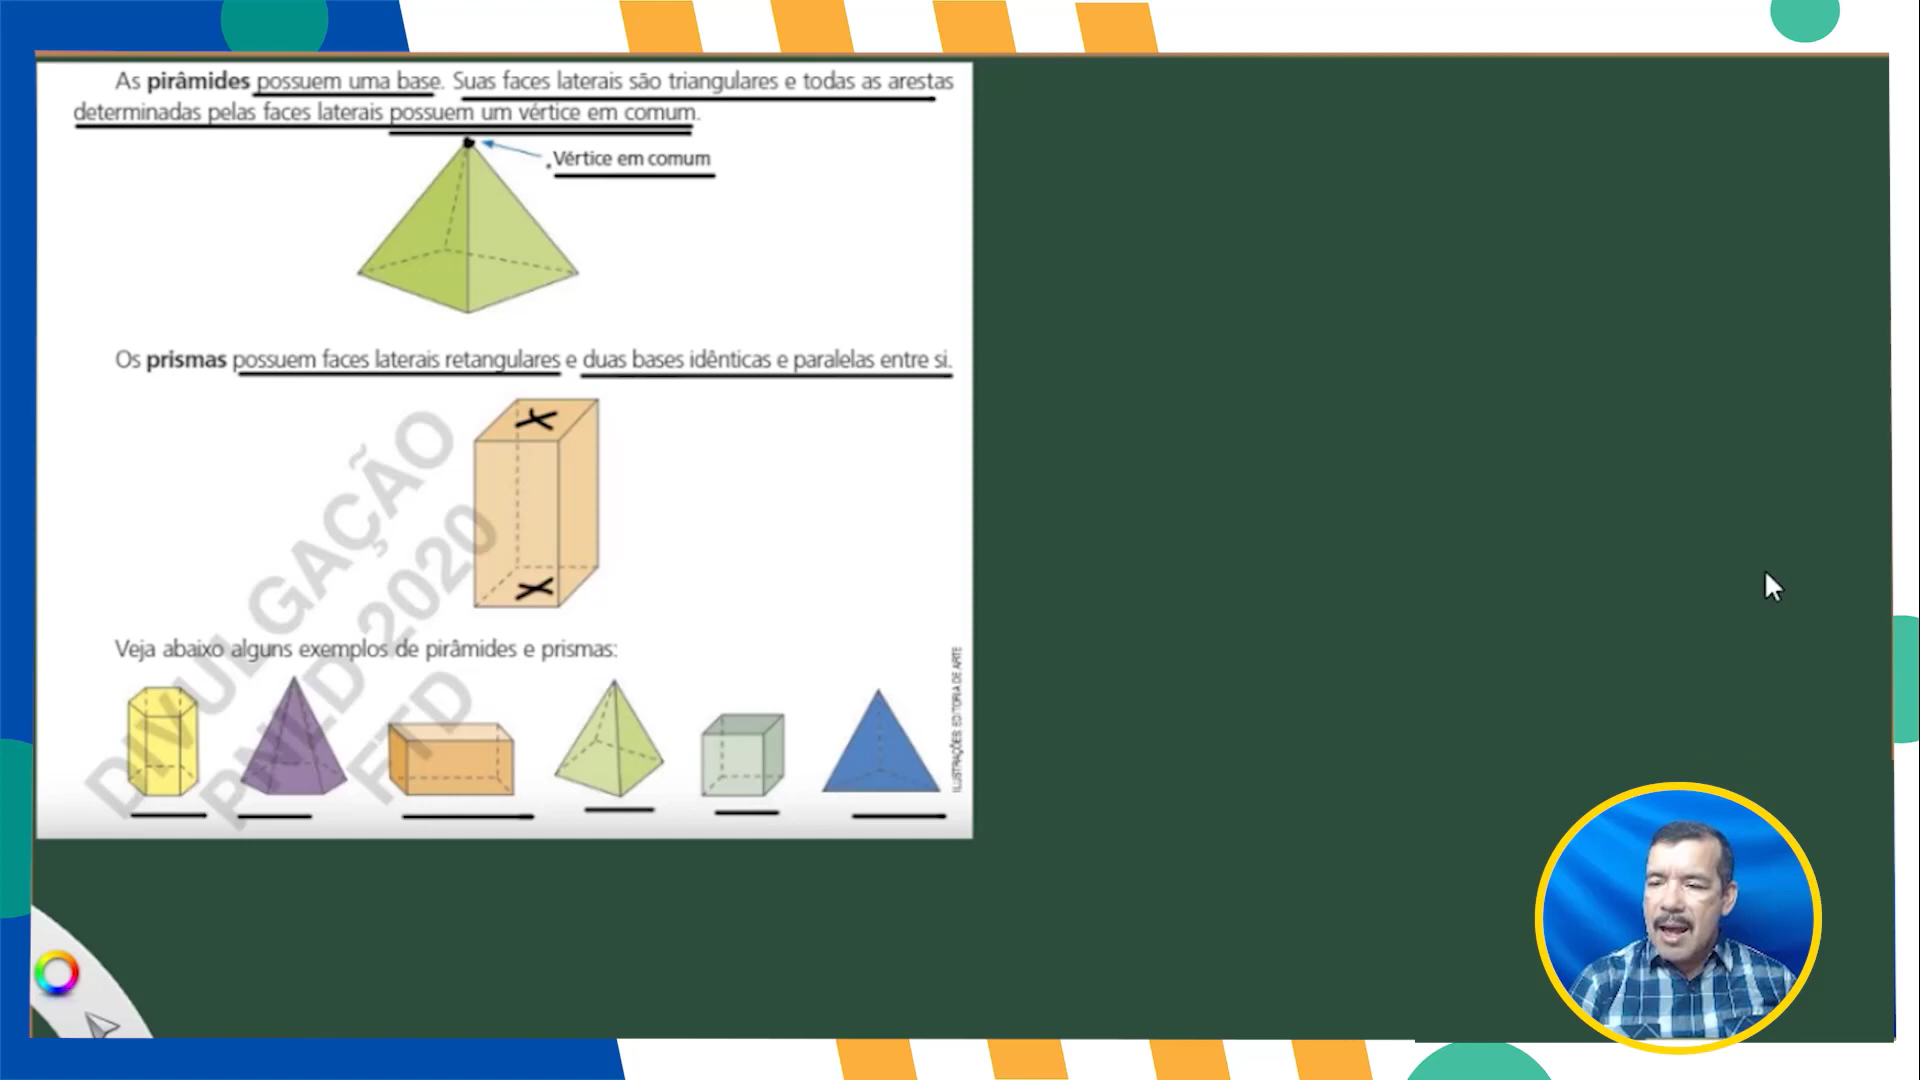 As pirâmides possuem uma base. Suas faces laterais são triangulares e todas as arestas
determinadas pelas faces laterais possuem um vértice em comum.
Vértice em comum
Os prismas possuem faces laterais retangulares e duas bases idênticas e paralelas entre si.
DIVULGAÇÃO
PNLD 2020
FTD
Veja abaixo alguns exemplos de pirâmides e prismas:
ILUSTRAÇÕES: EDITORIA DE ARTE